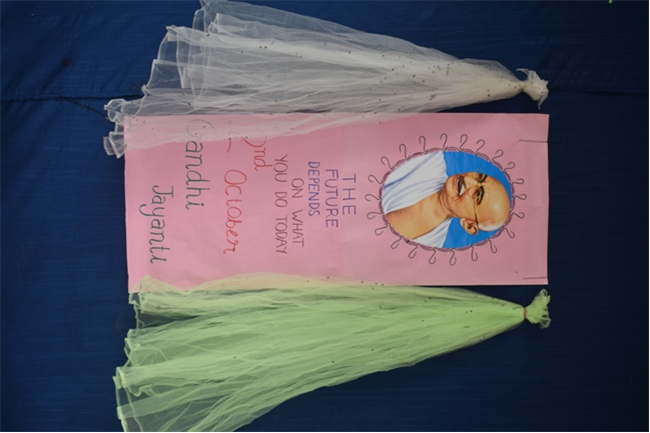 THE
FUTURE
DEPENDS
ON WHAT
YOU DO TODAY
2nd October
Gandhi
Jayanti